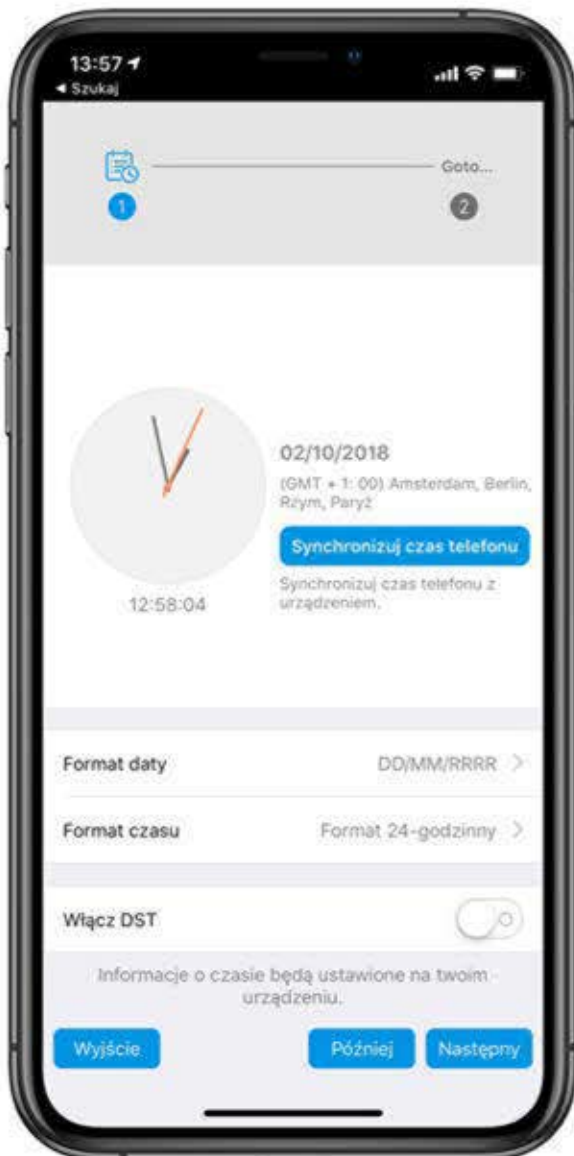 13:57
◄ Szukaj
Goto...
1
2
02/10/2018
(GMT + 1: 00) Amsterdam, Berlin,
Rzym, Paryż
Synchronizuj czas telefonu
Synchronizuj czas telefonu z
urządzeniem.
12:58:04
Format daty DD/MM/RRRR >
Format czasu Format 24-godzinny >
Włącz DST
Informacje o czasie będą ustawione na twoim
urządzeniu.
Wyjście Później Następny